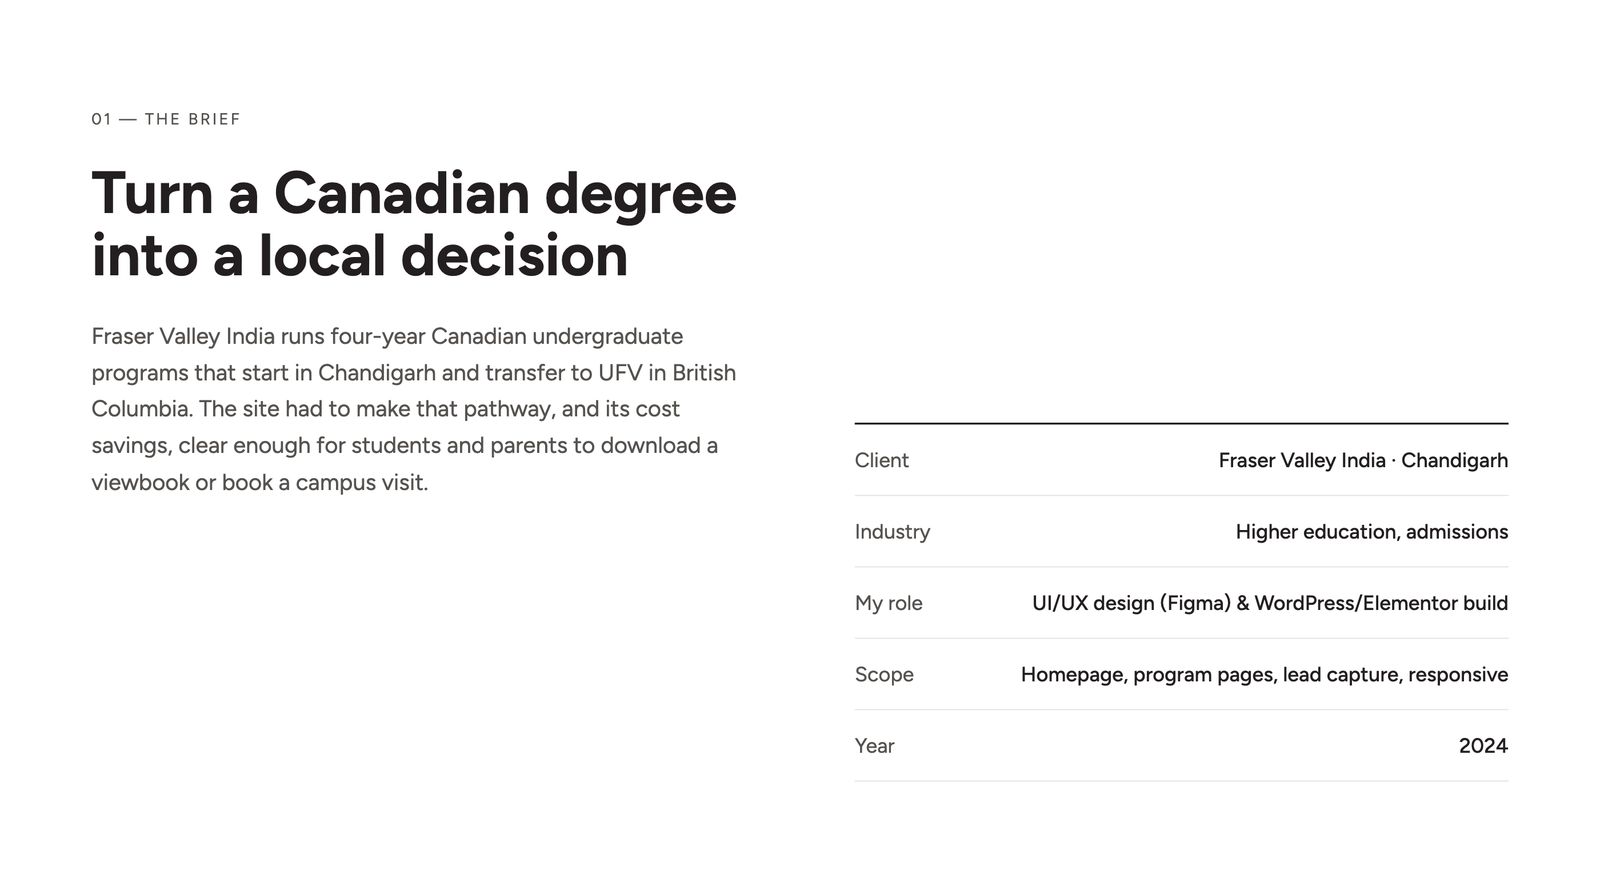 01 — THE BRIEF
Turn a Canadian degree
into a local decision
Fraser Valley India runs four-year Canadian undergraduate
programs that start in Chandigarh and transfer to UFV in British
Columbia. The site had to make that pathway, and its cost
savings, clear enough for students and parents to download a
viewbook or book a campus visit.
Client Fraser Valley India · Chandigarh
Industry Higher education, admissions
My role UI/UX design (Figma) & WordPress/Elementor build
Scope Homepage, program pages, lead capture, responsive
Year 2024